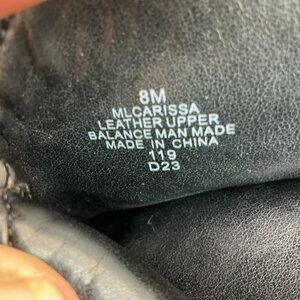 8M
MLCARISSA
LEATHER UPPER
BALANCE MAN MADE
MADE IN CHINA
119
D23